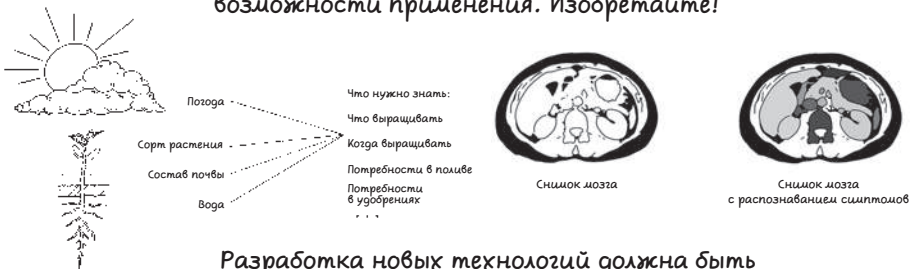 возможности применения. Изобретайте!
Погода
Сорт растения
Состав почвы
Вода
Что нужно знать:
Что выращивать
Когда выращивать
Потребности в поливе
Потребности
в удобрениях
Снимок мозга
Снимок мозга
с распознаванием симптомов
Разработка новых технологий должна быть